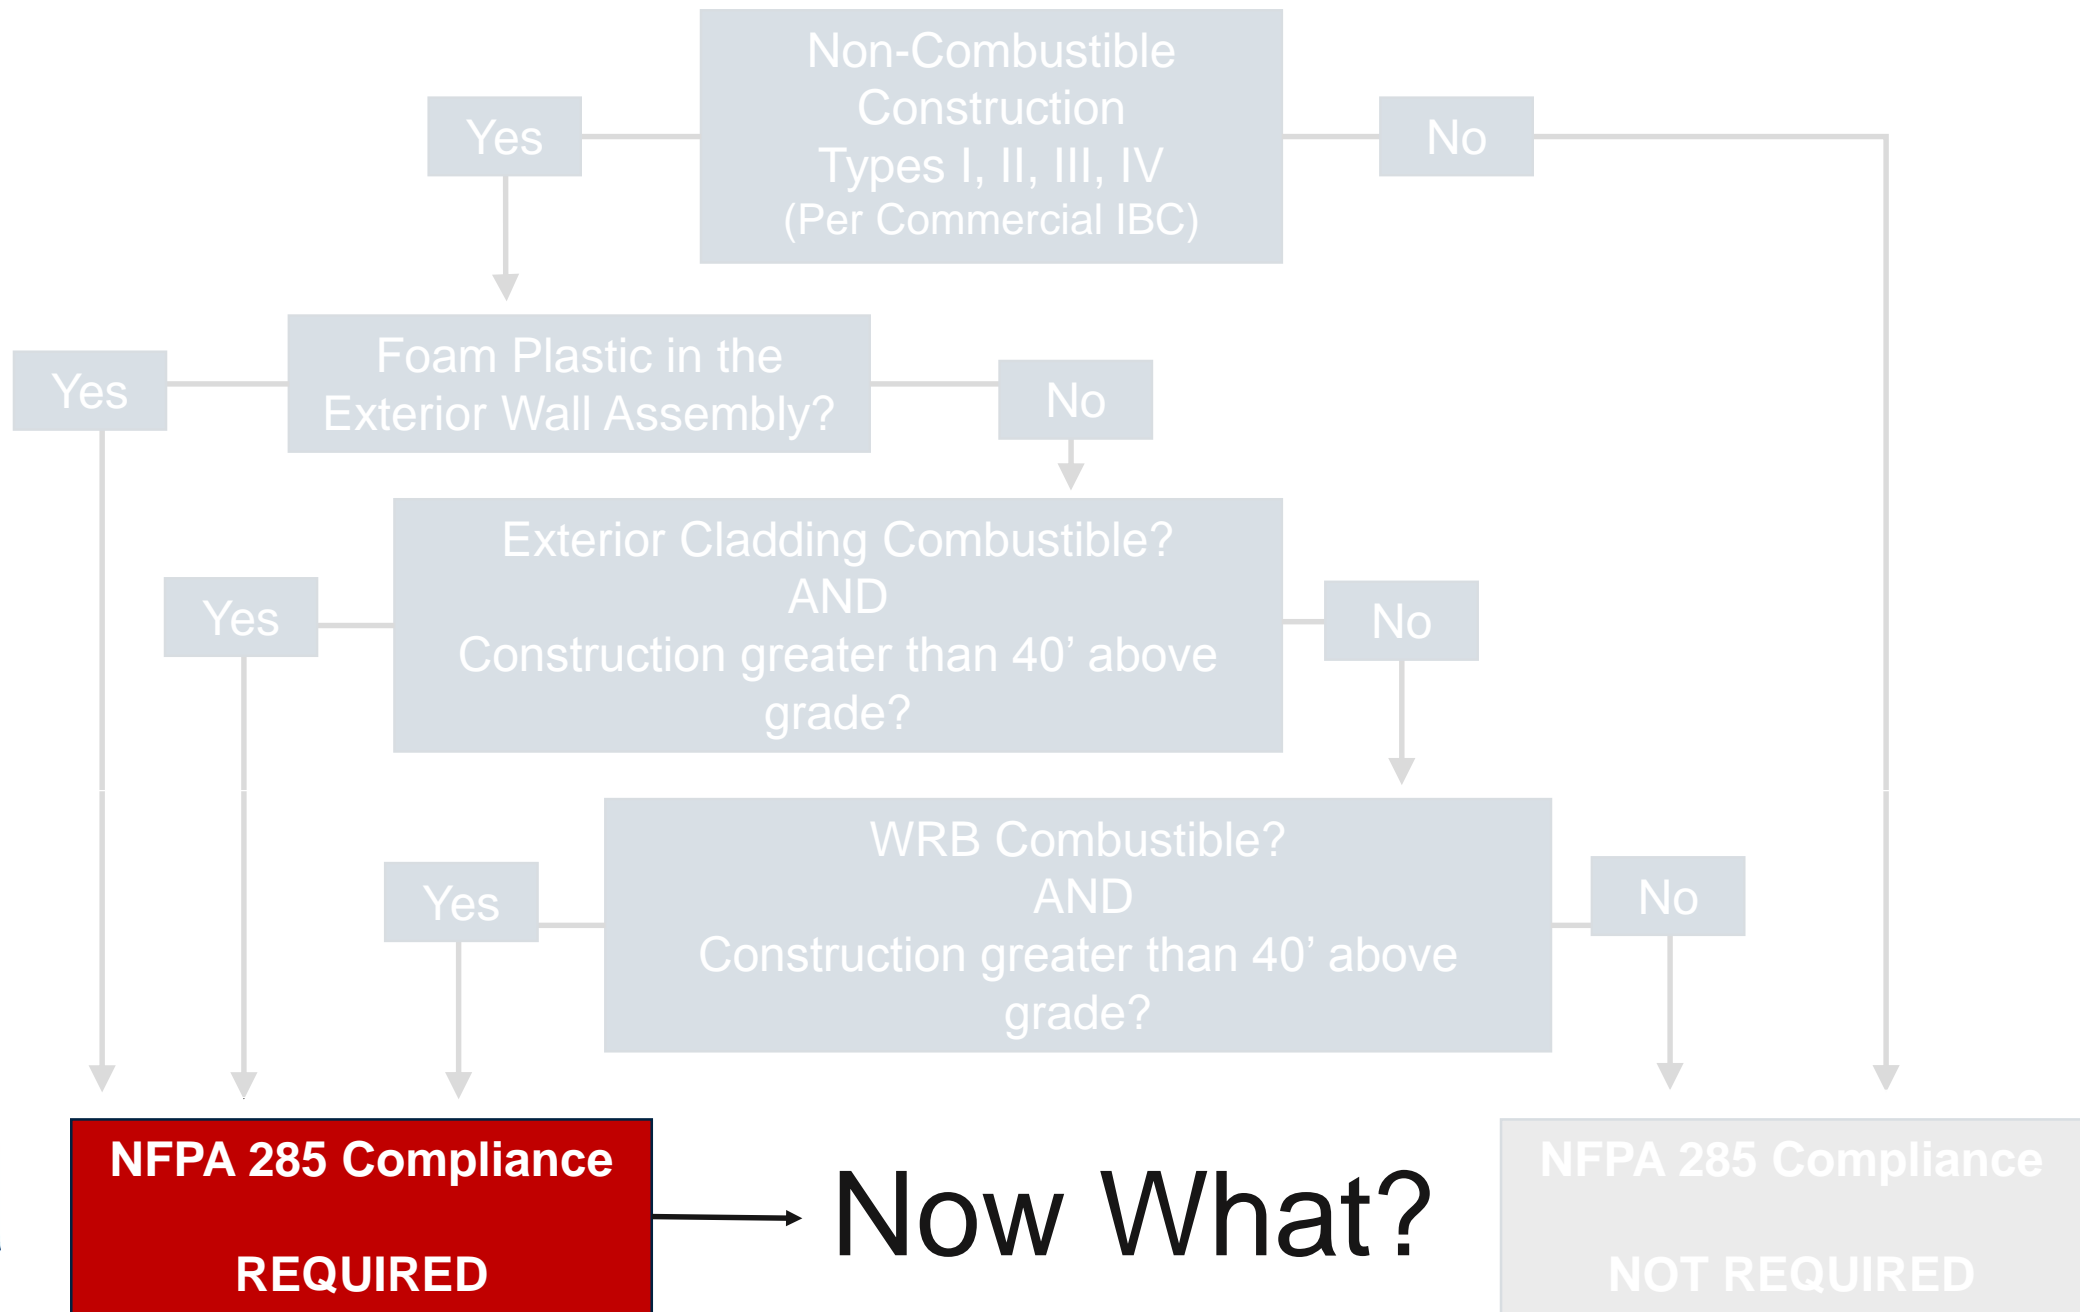 Non-Combustible
Construction
Types I, II, III, IV
(Per Commercial IBC)
Yes
No
Foam Plastic in the
Exterior Wall Assembly?
Yes
No
Exterior Cladding Combustible?
AND
Construction greater than 40’ above
grade?
Yes
No
WRB Combustible?
AND
Construction greater than 40’ above
grade?
Yes
No
NFPA 285 Compliance
REQUIRED
Now What?
NFPA 285 Compliance
NOT REQUIRED